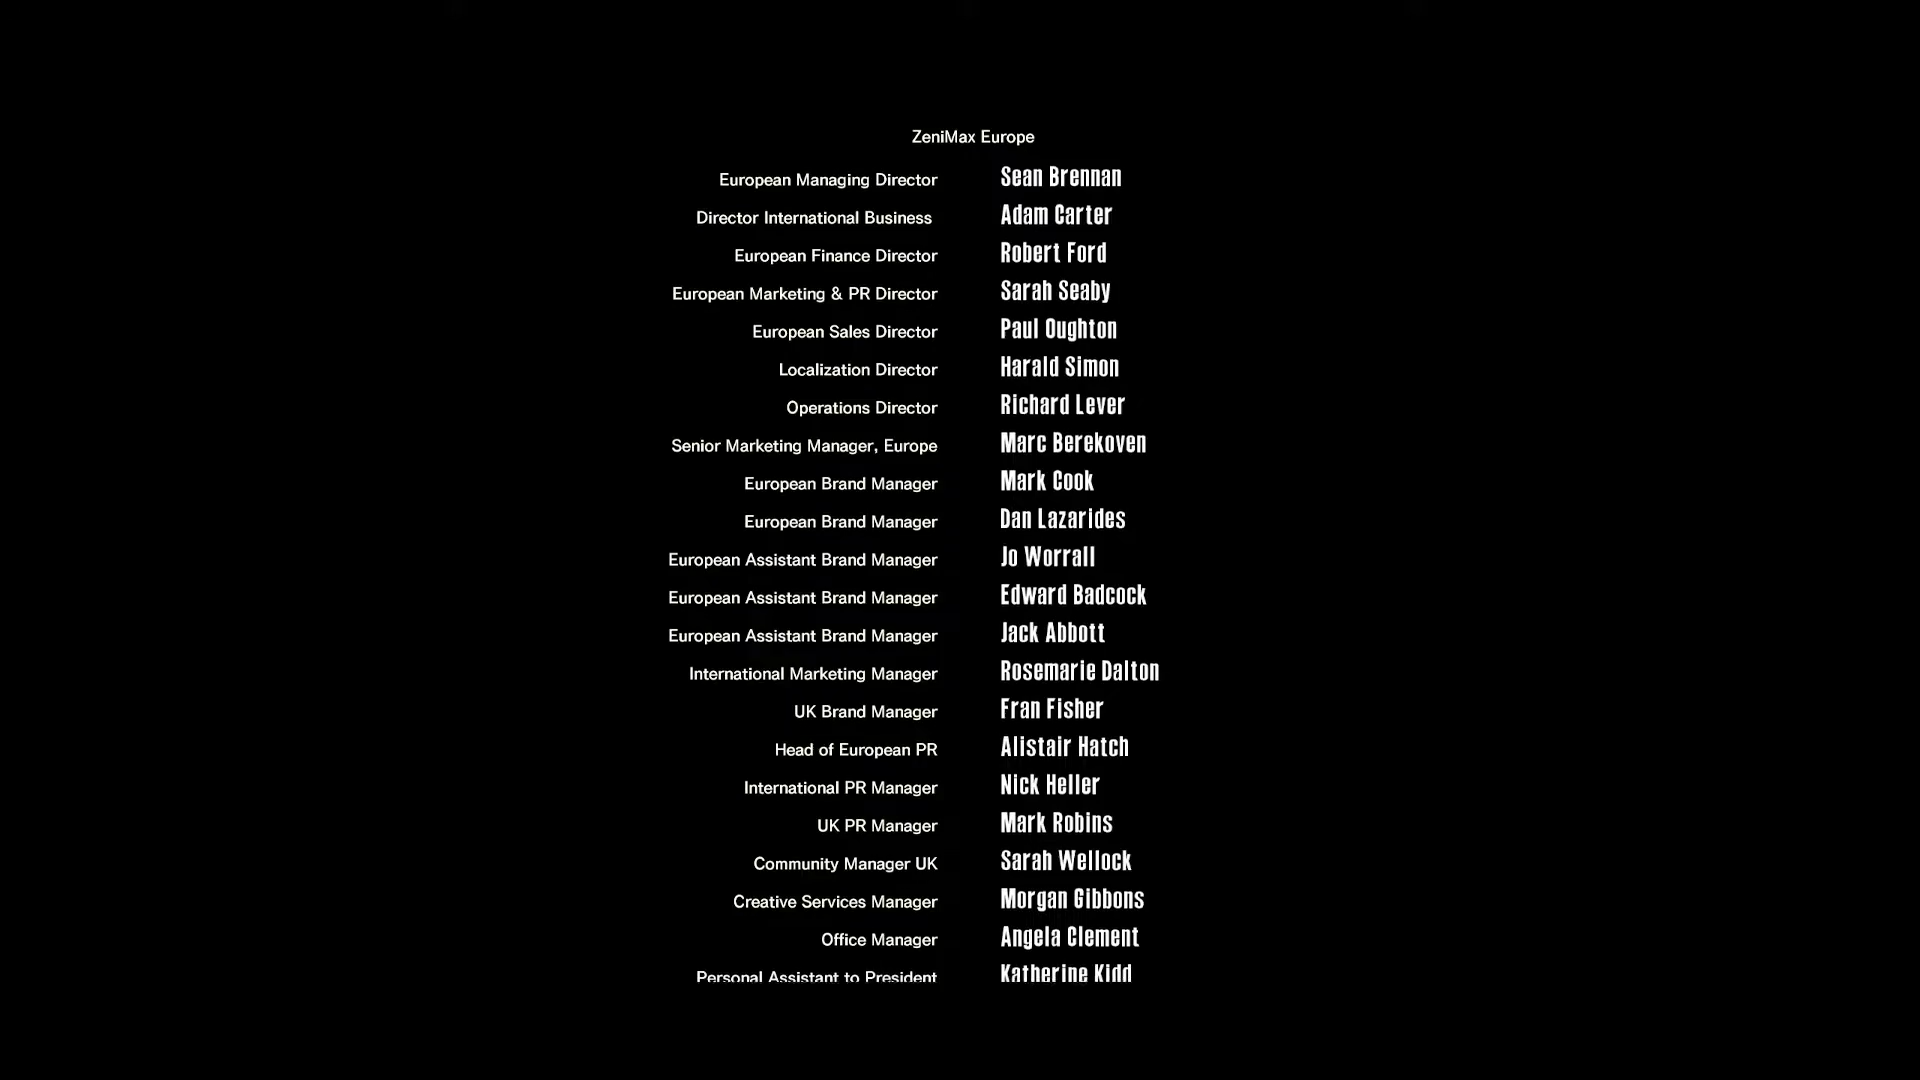 ZeniMax Europe
European Managing Director Sean Brennan
Director International Business Adam Carter
European Finance Director Robert Ford
European Marketing & PR Director Sarah Seaby
European Sales Director Paul Oughton
Localization Director Harald Simon
Operations Director Richard Lever
Senior Marketing Manager, Europe Marc Berekoven
European Brand Manager Mark Cook
European Brand Manager Dan Lazarides
European Assistant Brand Manager Jo Worrall
European Assistant Brand Manager Edward Badcock
European Assistant Brand Manager Jack Abbott
International Marketing Manager Rosemarie Dalton
UK Brand Manager Fran Fisher
Head of European PR Alistair Hatch
International PR Manager Nick Heller
UK PR Manager Mark Robins
Community Manager UK Sarah Wellock
Creative Services Manager Morgan Gibbons
Office Manager Angela Clement
Personal Assistant to President Katherine Kidd